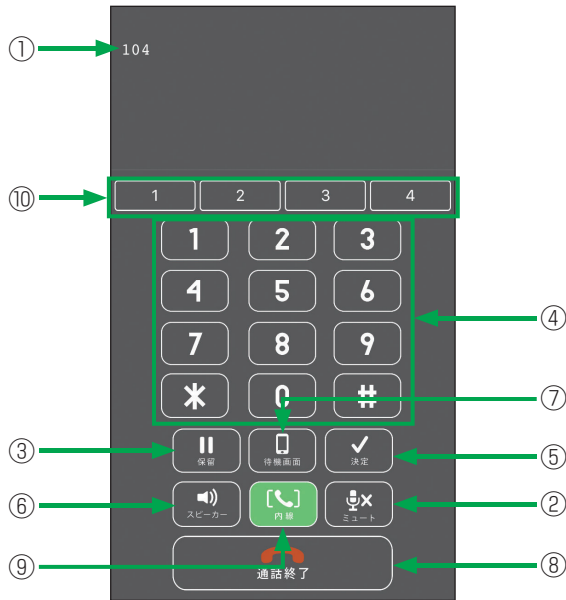 ① 104
⑩ 1 2 3 4
1 2 3
4 5 6
④
7 8 9
⑦
* 0 #
③ 保留 待機画面 決定 ⑤
⑥ スピーカー 内線 ミュート ②
⑨ 通話終了 ⑧